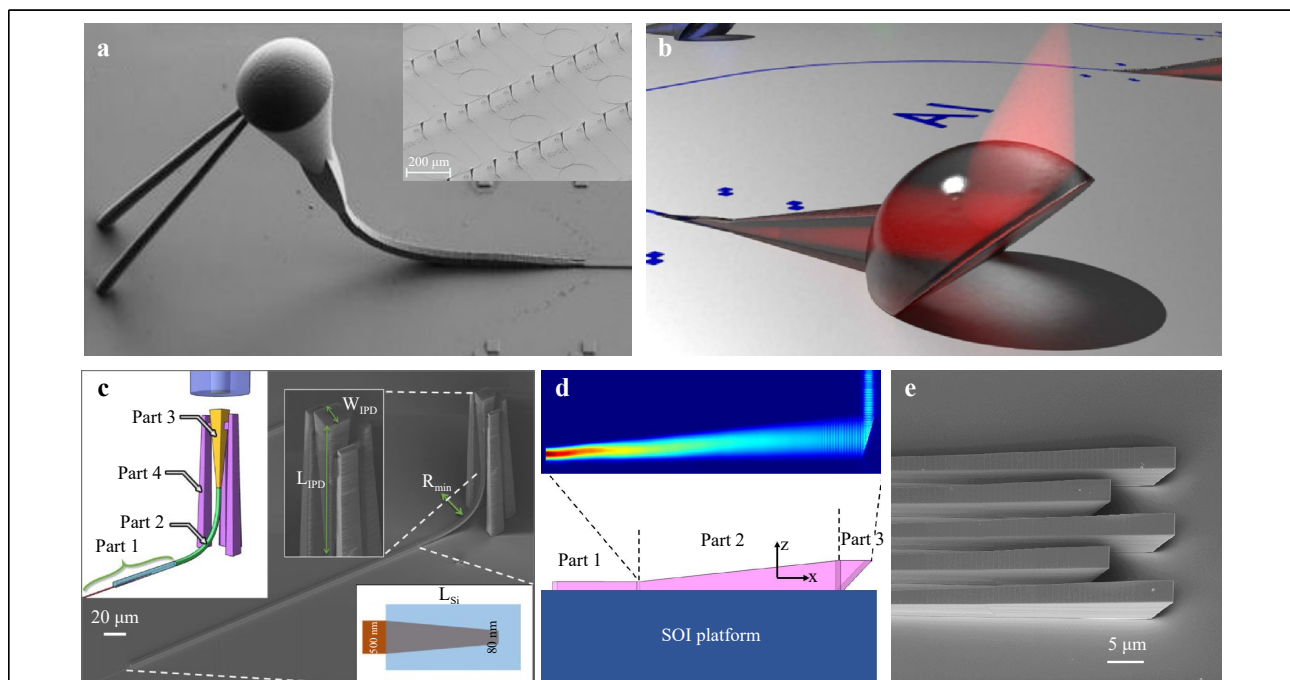 a
200 μm
b
AI
c
Part 3
Part 4
Part 2
Part 1
20 μm
W_IPD
L_IPD
R_min
L_Si
500 nm
80 nm
d
Part 1
Part 2
Part 3
z
x
SOI platform
e
5 μm